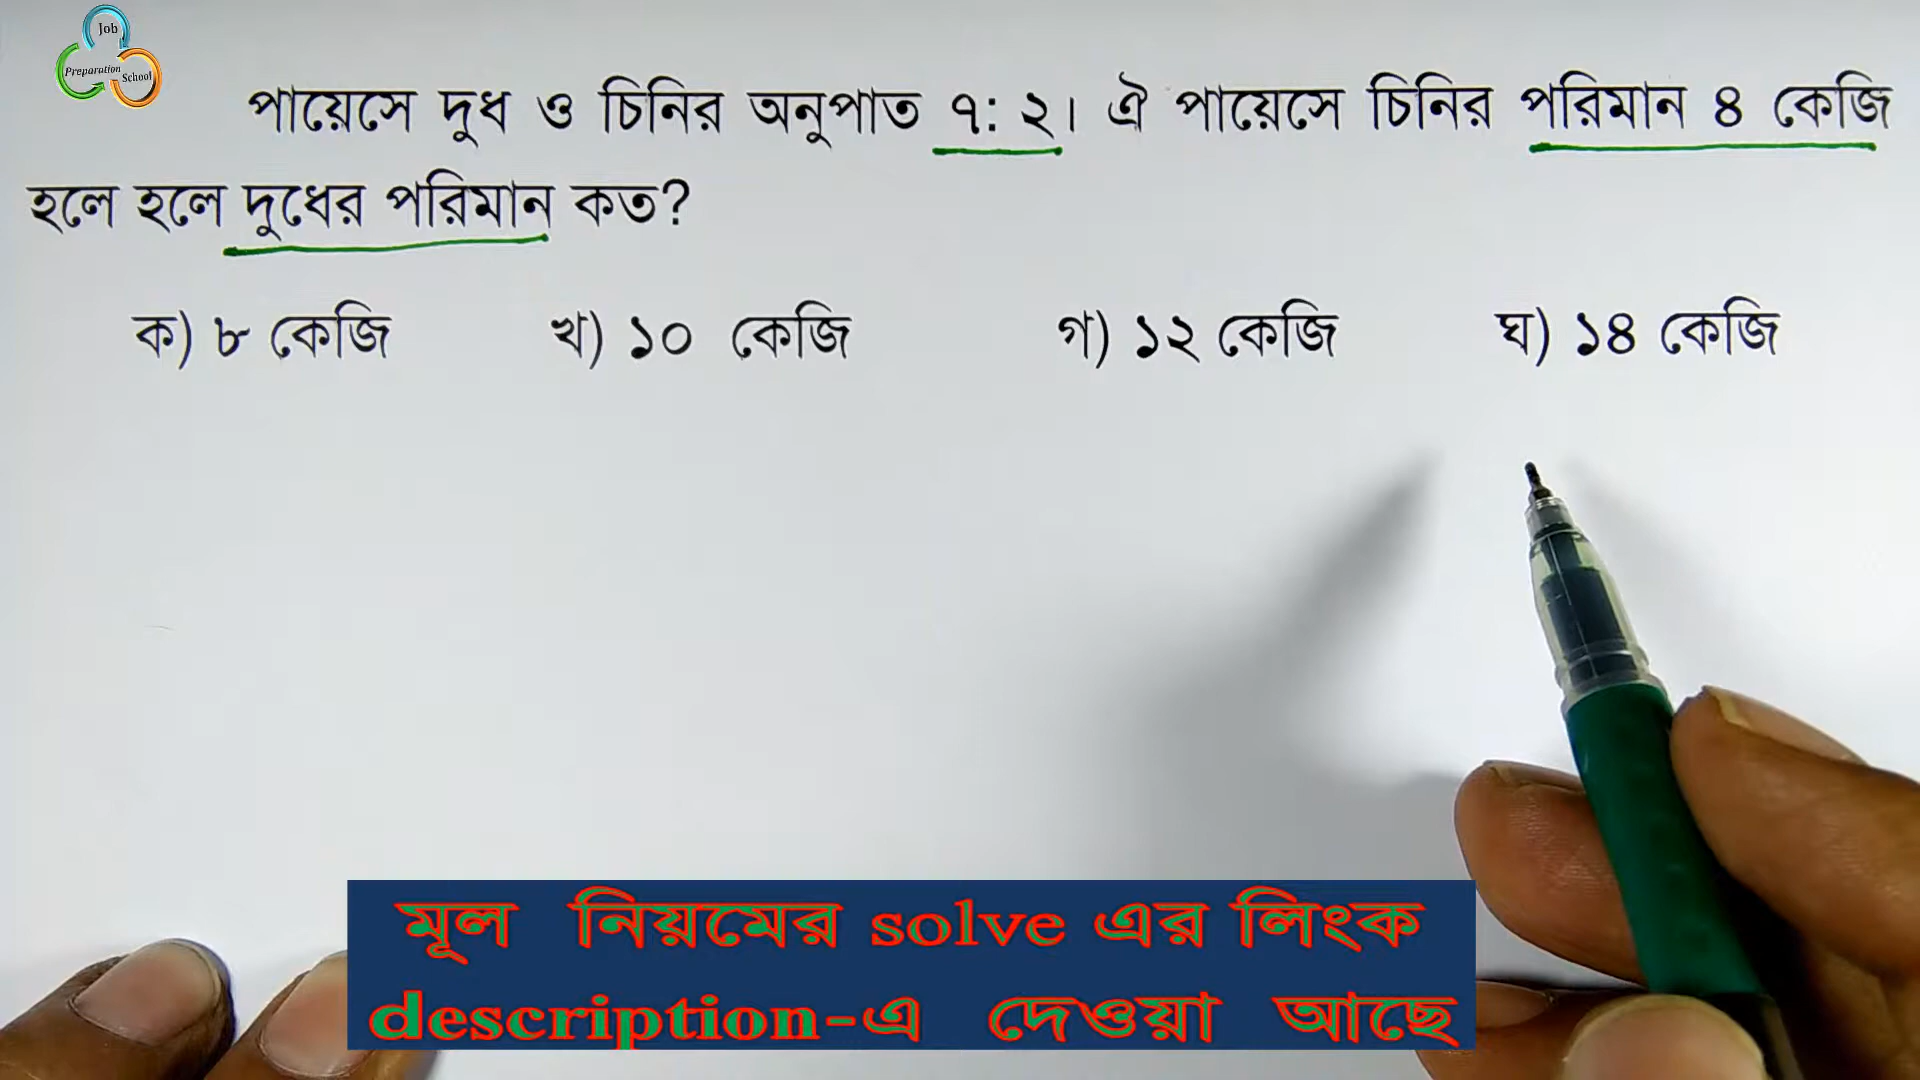 Job
Preparation
School
পায়েসে দুধ ও চিনির অনুপাত ৭: ২। ঐ পায়েসে চিনির পরিমান ৪ কেজি
হলে হলে দুধের পরিমান কত?
ক) ৮ কেজি খ) ১০ কেজি গ) ১২ কেজি ঘ) ১৪ কেজি
মূল নিয়মের solve এর লিংক
description-এ দেওয়া আছে